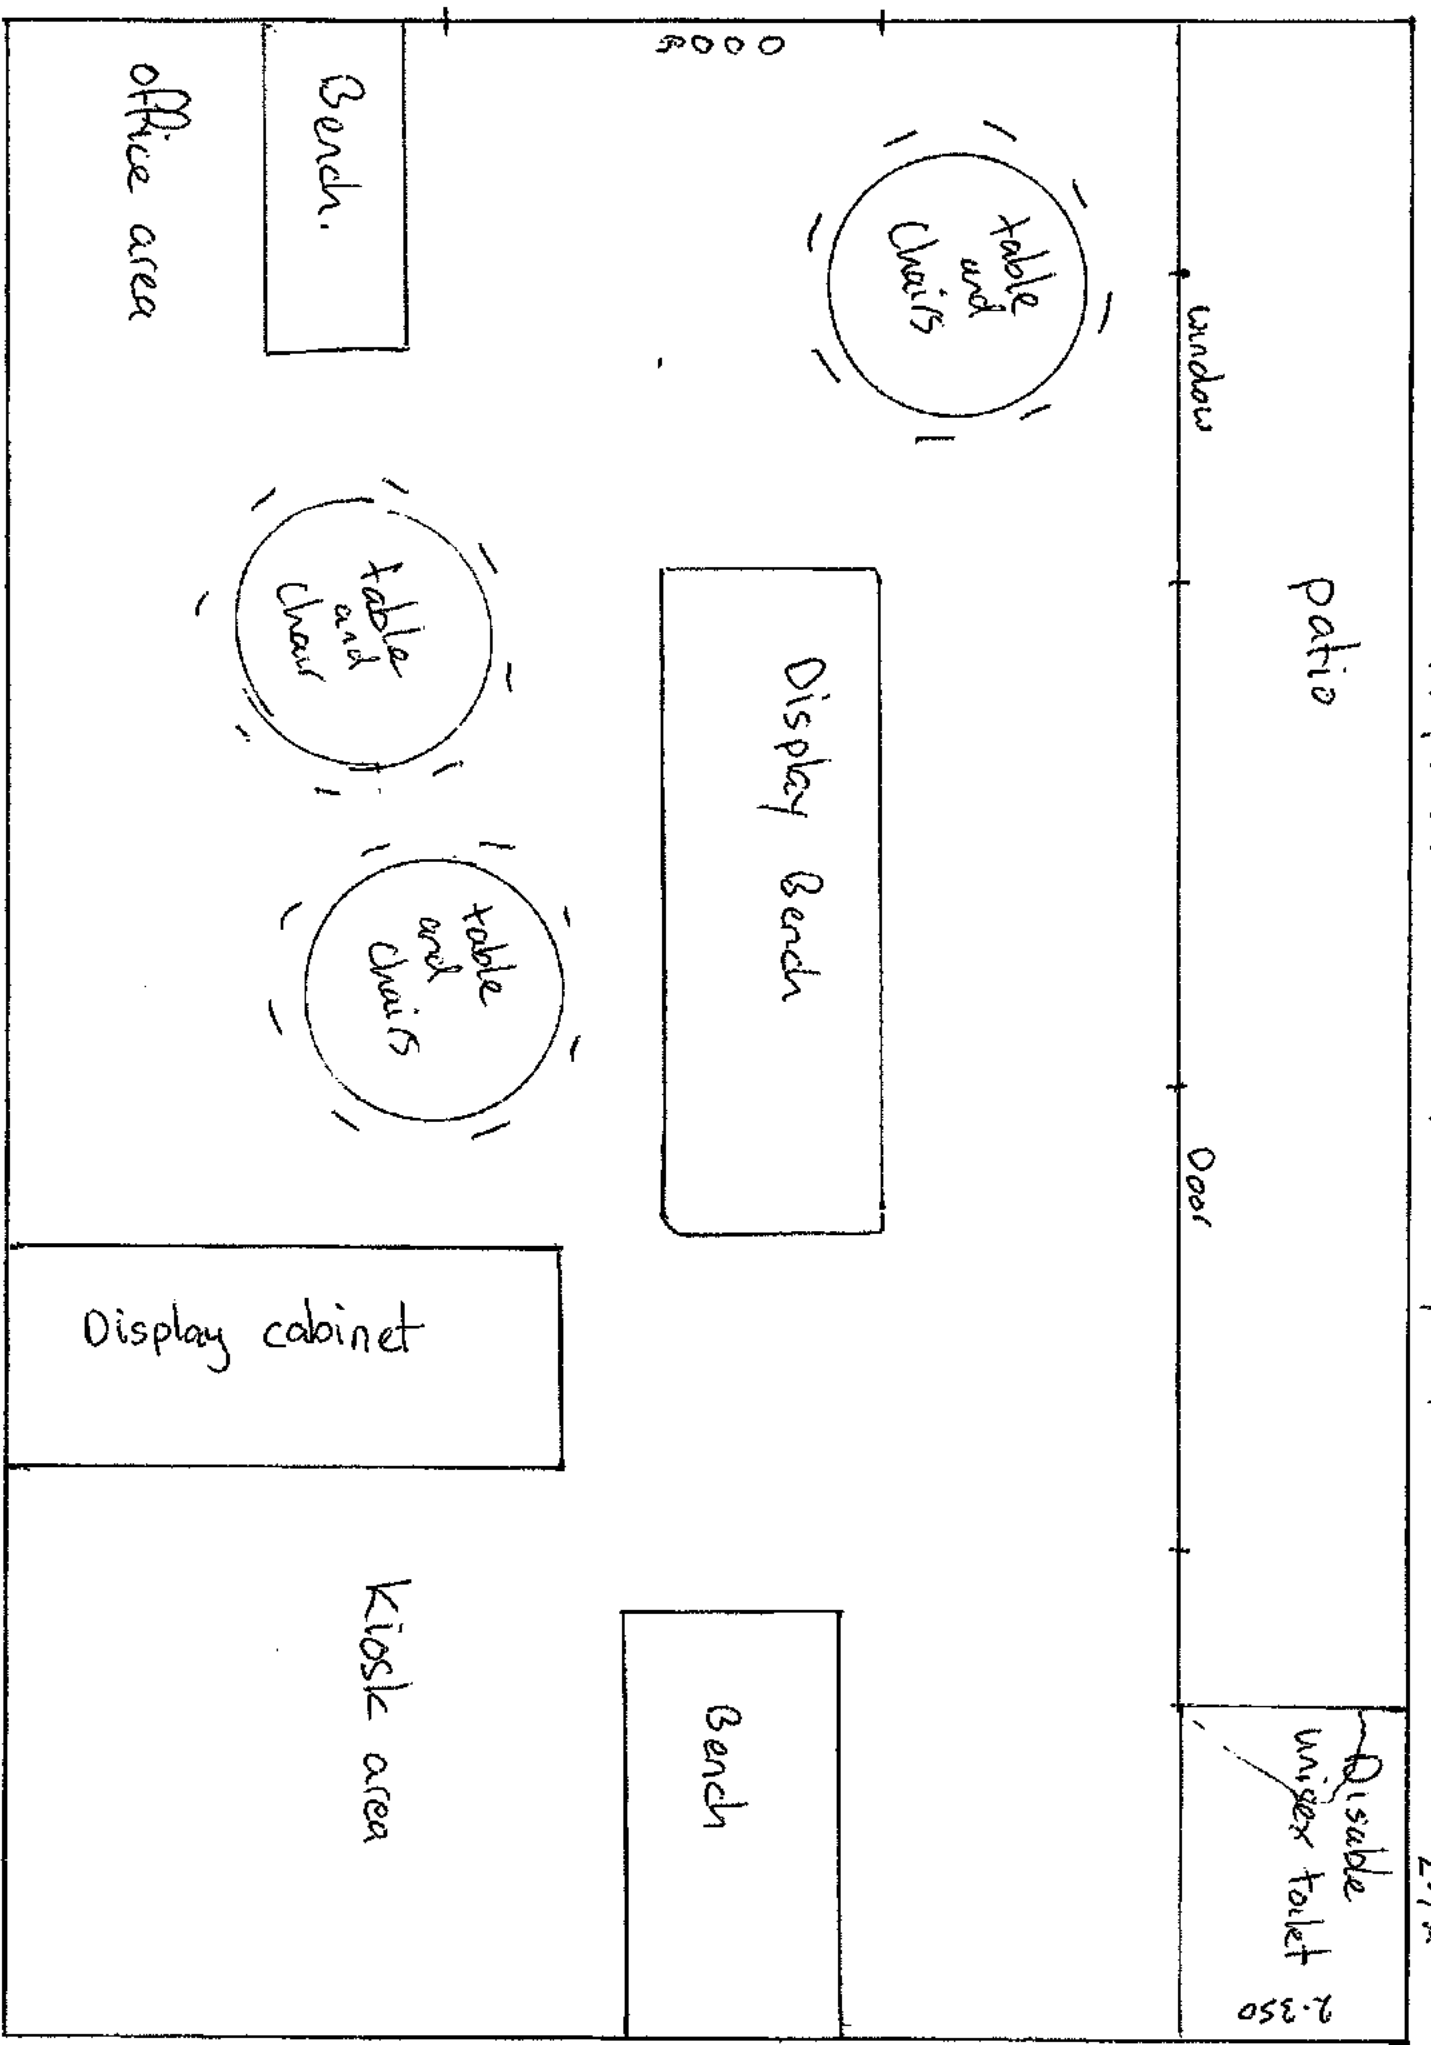 patio
Disable
unisex toilet
2.350
window
Door
table
and
chairs
Display Bench
Bench
Bench.
office area
table
and
chair
table
and
chairs
Display cabinet
Kiosk area